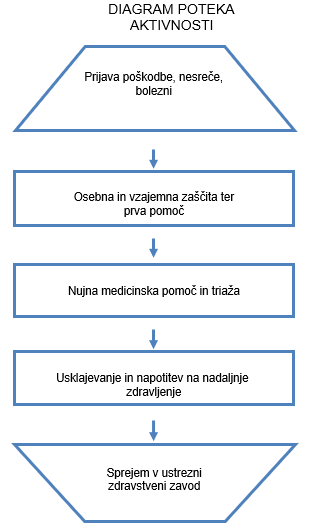 DIAGRAM POTEKA
AKTIVNOSTI
Prijava poškodbe, nesreče,
bolezni
Osebna in vzajemna zaščita ter
prva pomoč
Nujna medicinska pomoč in triaža
Usklajevanje in napotitev na nadaljnje
zdravljenje
Sprejem v ustrezni
zdravstveni zavod